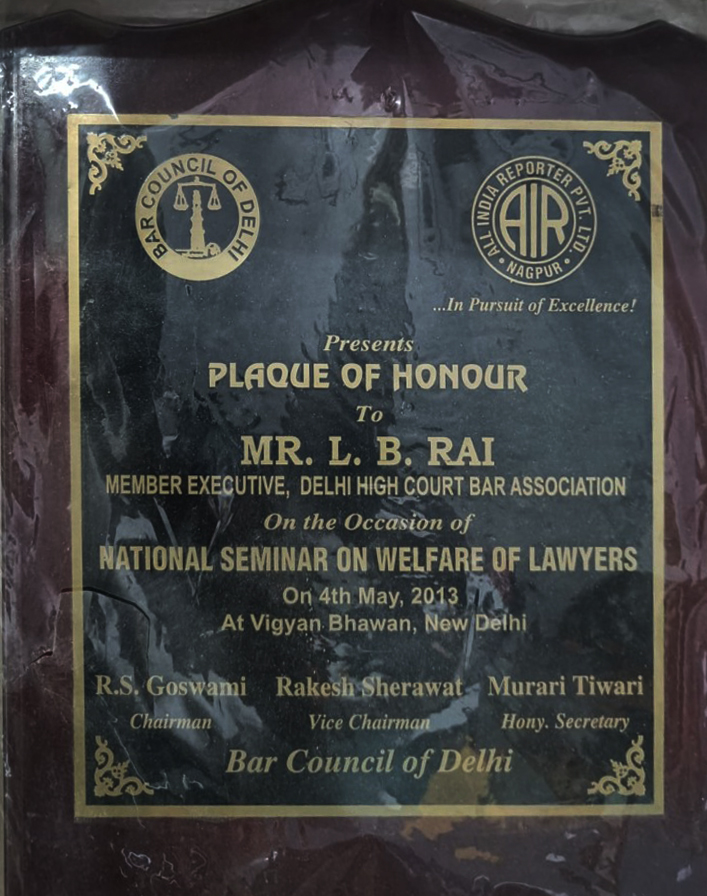 BAR COUNCIL OF DELHI
ALL INDIA REPORTER PVT. LTD.
AIR
• NAGPUR •
...In Pursuit of Excellence!
Presents
PLAQUE OF HONOUR
To
MR. L. B. RAI
MEMBER EXECUTIVE, DELHI HIGH COURT BAR ASSOCIATION
On the Occasion of
NATIONAL SEMINAR ON WELFARE OF LAWYERS
On 4th May, 2013
At Vigyan Bhawan, New Delhi
R.S. Goswami Rakesh Sherawat Murari Tiwari
Chairman Vice Chairman Hony. Secretary
Bar Council of Delhi